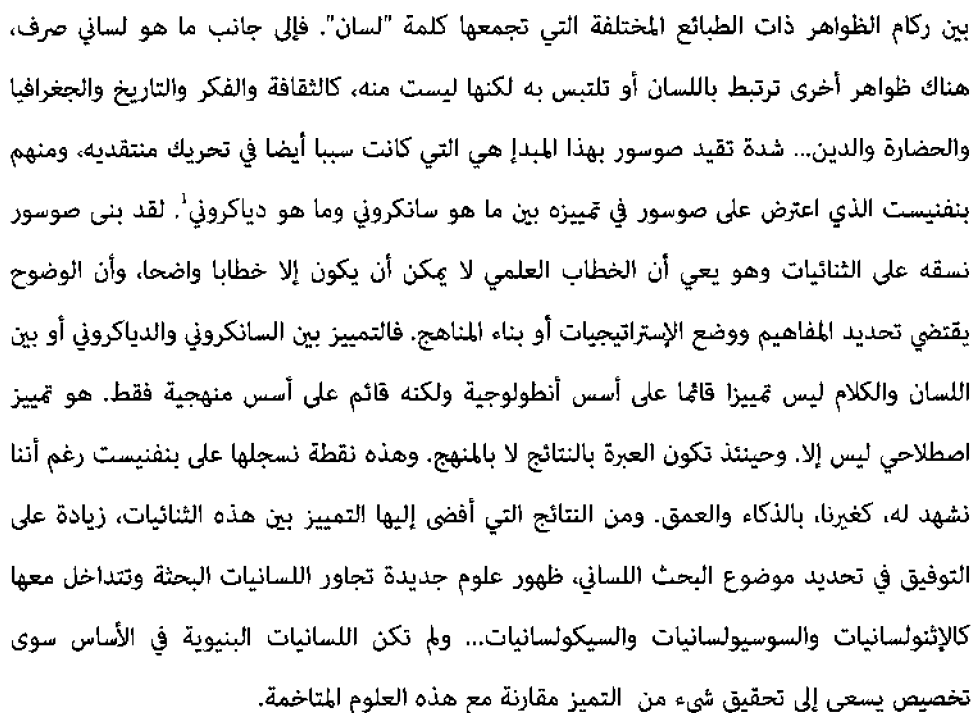 بين ركام الظواهر ذات الطبائع المختلفة التي تجمعها كلمة "لسان". فإلى جانب ما هو لساني صرف،
هناك ظواهر أخرى ترتبط باللسان أو تلتبس به لكنها ليست منه، كالثقافة والفكر والتاريخ والجغرافيا
والحضارة والدين... شدة تقيد صوسور بهذا المبدإ هي التي كانت سببا أيضا في تحريك منتقديه، ومنهم
بنفنيست الذي اعترض على صوسور في تمييزه بين ما هو سانكروني وما هو دياكروني¹. لقد بنى صوسور
نسقه على الثنائيات وهو يعي أن الخطاب العلمي لا يمكن أن يكون إلا خطابا واضحا، وأن الوضوح
يقتضي تحديد المفاهيم ووضع الإستراتيجيات أو بناء المناهج. فالتمييز بين السانكروني والدياكروني أو بين
اللسان والكلام ليس تمييزا قائما على أسس أنطولوجية ولكنه قائم على أسس منهجية فقط. هو تمييز
اصطلاحي ليس إلا. وحينئذ تكون العبرة بالنتائج لا بالمنهج. وهذه نقطة نسجلها على بنفنيست رغم أننا
نشهد له، كغيرنا، بالذكاء والعمق. ومن النتائج التي أفضى إليها التمييز بين هذه الثنائيات، زيادة على
التوفيق في تحديد موضوع البحث اللساني، ظهور علوم جديدة تجاور اللسانيات البحثة وتتداخل معها
كالإثنولسانيات والسوسيولسانيات والسيكولسانيات... ولم تكن اللسانيات البنيوية في الأساس سوى
تخصيص يسعى إلى تحقيق شيء من التميز مقارنة مع هذه العلوم المتاخمة.